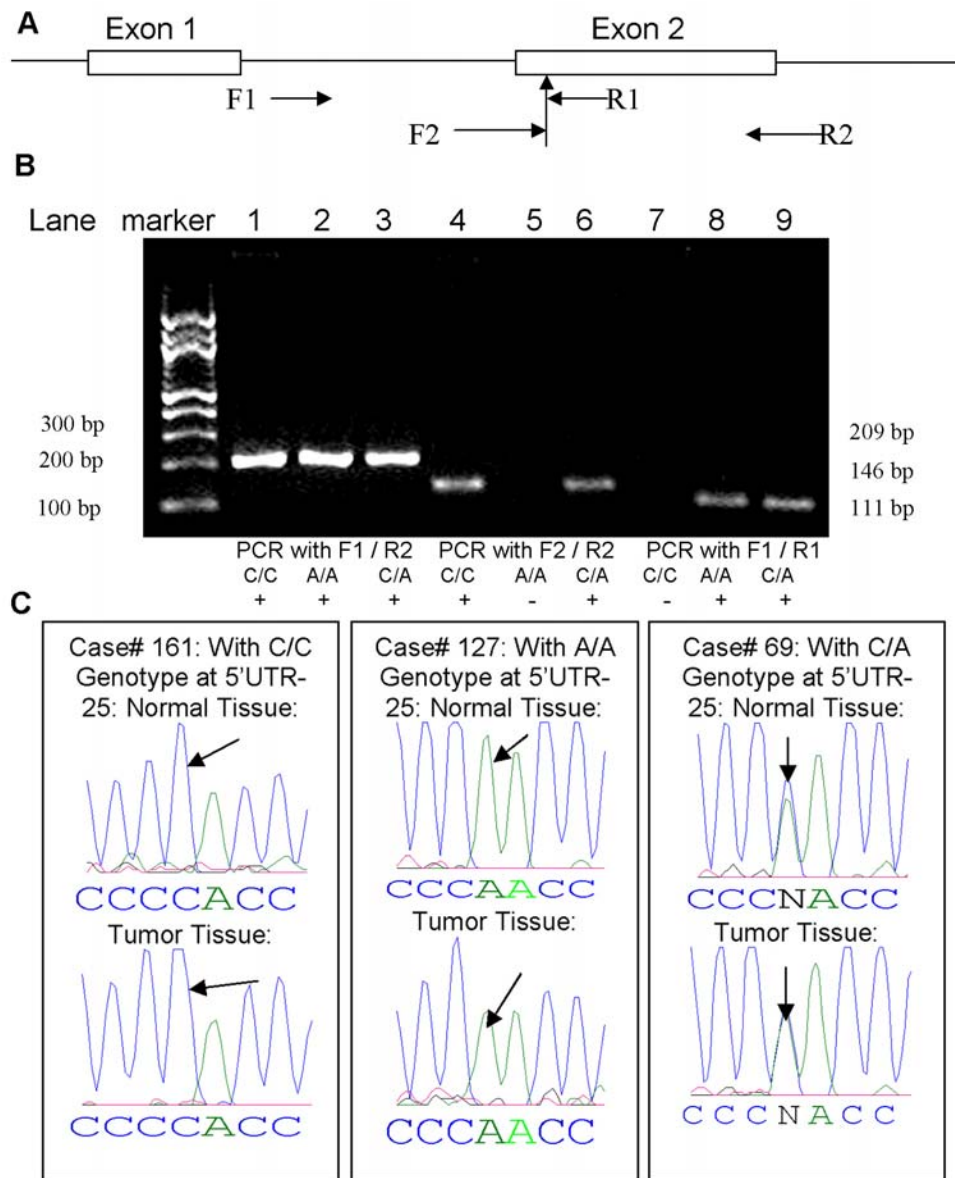 A
Exon 1 Exon 2
F1 R1
F2 R2
B
Lane marker 1 2 3 4 5 6 7 8 9
300 bp
200 bp
100 bp
209 bp
146 bp
111 bp
PCR with F1 / R2 PCR with F2 / R2 PCR with F1 / R1
C/C A/A C/A C/C A/A C/A C/C A/A C/A
+ + + + - + - + +
C
Case# 161: With C/C
Genotype at 5'UTR-
25: Normal Tissue:
CCCCACC
Tumor Tissue:
CCCCACC
Case# 127: With A/A
Genotype at 5'UTR-
25: Normal Tissue:
CCCAACC
Tumor Tissue:
CCCAACC
Case# 69: With C/A
Genotype at 5'UTR-
25: Normal Tissue:
CCCNACC
Tumor Tissue:
CCCNACC